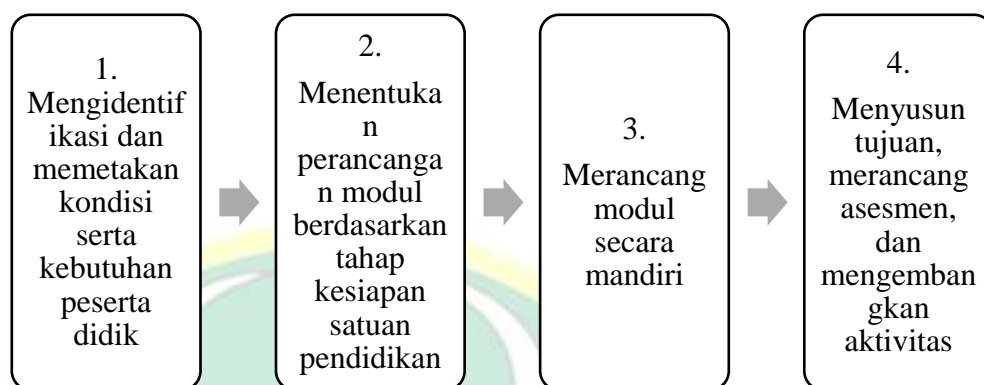 1.
Mengidentif
ikasi dan
memetakan
kondisi
serta
kebutuhan
peserta
didik
2.
Menentuka
n
perancanga
n modul
berdasarkan
tahap
kesiapan
satuan
pendidikan
3.
Merancang
modul
secara
mandiri
4.
Menyusun
tujuan,
merancang
asesmen,
dan
mengemban
gkan
aktivitas